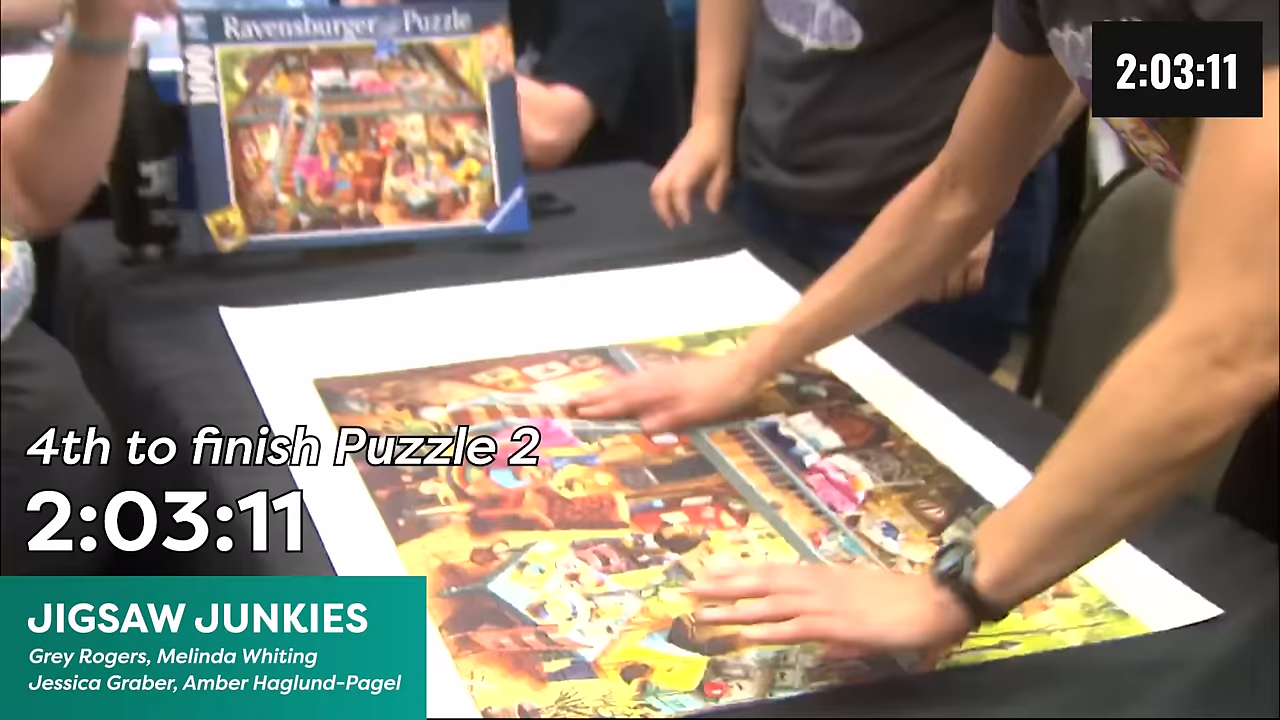 Ravensburger Puzzle
1000
2:03:11
4th to finish Puzzle 2
2:03:11
JIGSAW JUNKIES
Grey Rogers, Melinda Whiting
Jessica Graber, Amber Haglund-Pagel